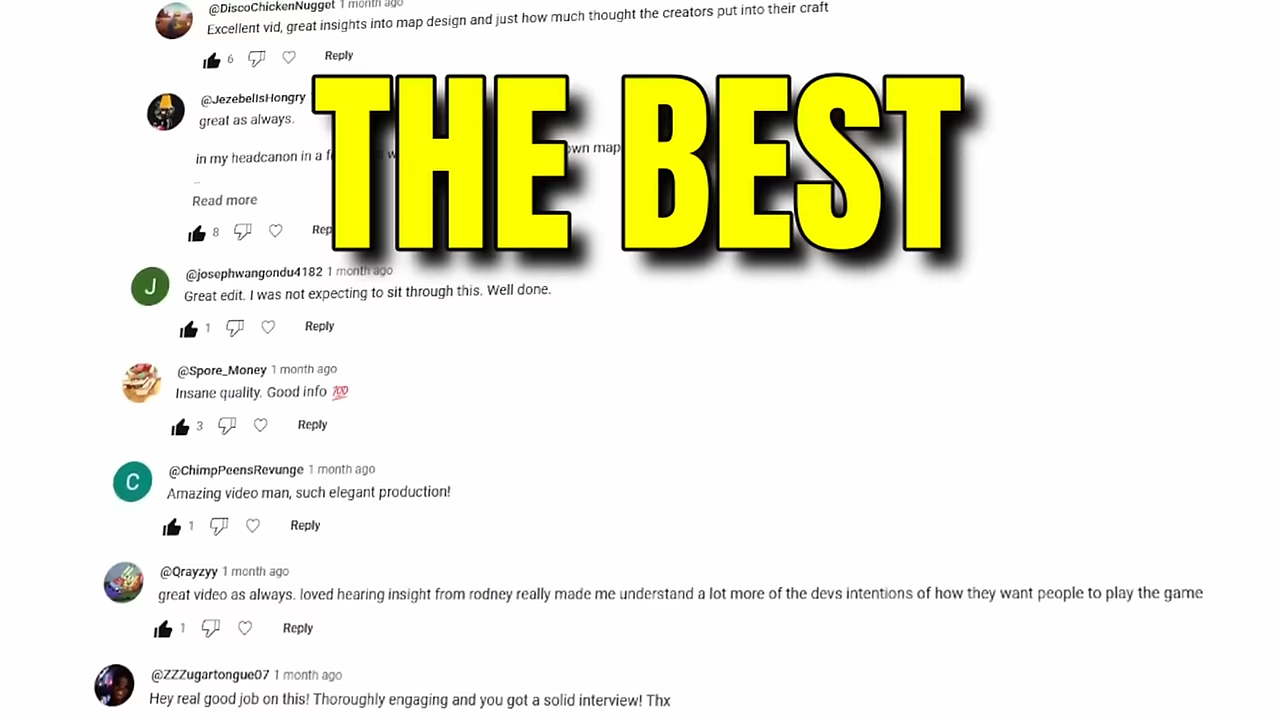 @DiscoChickenNugget 1 month ago
Excellent vid, great insights into map design and just how much thought the creators put into their craft
6 Reply
THE BEST
@JezebelIsHongry
great as always.
in my headcanon in a own map
...
Read more
8
@josephwangondu4182 1 month ago
Great edit. I was not expecting to sit through this. Well done.
1 Reply
@Spore_Money 1 month ago
Insane quality. Good info 💯
3 Reply
@ChimpPeensRevunge 1 month ago
Amazing video man, such elegant production!
1 Reply
@Qrayzyy 1 month ago
great video as always. loved hearing insight from rodney really made me understand a lot more of the devs intentions of how they want people to play the game
1 Reply
@ZZZugartongue07 1 month ago
Hey real good job on this! Thoroughly engaging and you got a solid interview! Thx